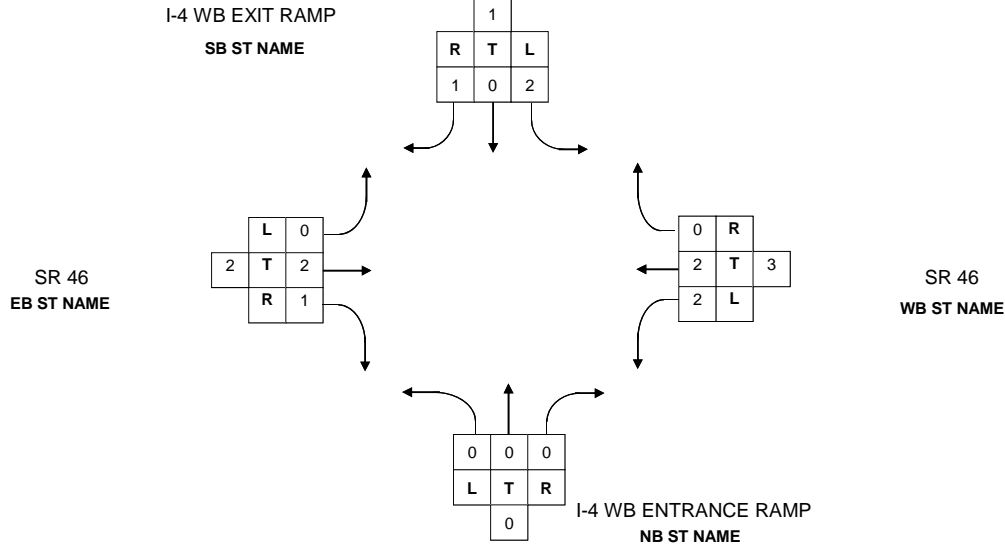 I-4 WB EXIT RAMP
SB ST NAME
1
R T L
1 0 2
L 0
2 T 2
R 1
SR 46
EB ST NAME
0 R
2 T 3
2 L
SR 46
WB ST NAME
0 0 0
L T R
0
I-4 WB ENTRANCE RAMP
NB ST NAME